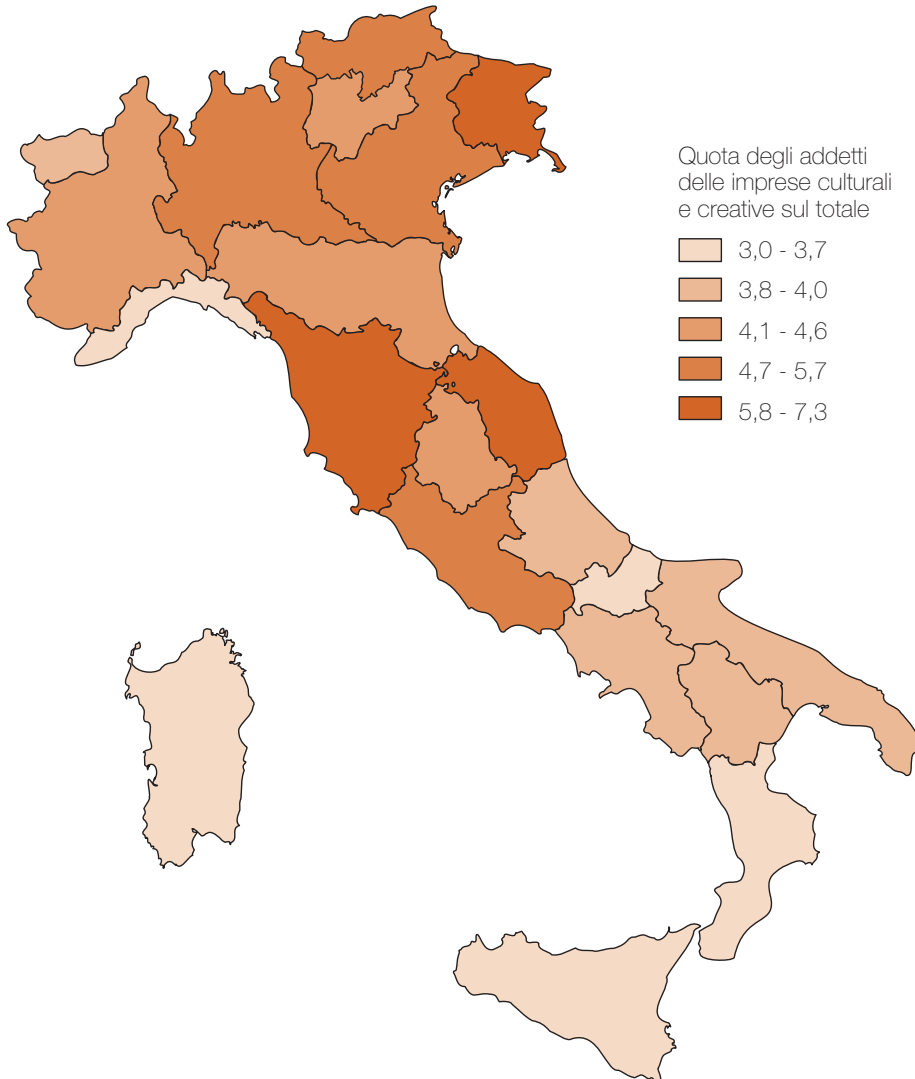 Quota degli addetti
delle imprese culturali
e creative sul totale
3,0 - 3,7
3,8 - 4,0
4,1 - 4,6
4,7 - 5,7
5,8 - 7,3